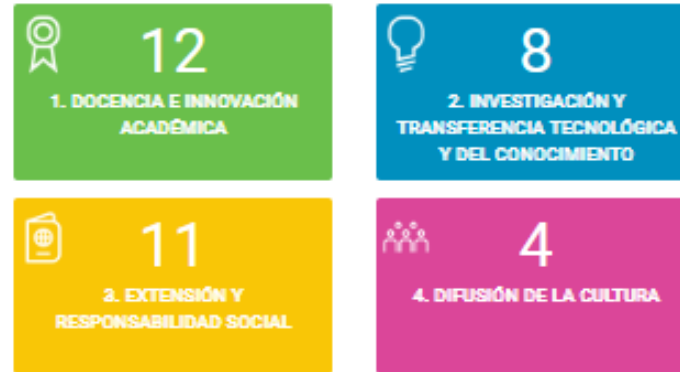 12
1. DOCENCIA E INNOVACIÓN
ACADÉMICA
8
2. INVESTIGACIÓN Y
TRANSFERENCIA TECNOLÓGICA
Y DEL CONOCIMIENTO
11
3. EXTENSIÓN Y
RESPONSABILIDAD SOCIAL
4
4. DIFUSIÓN DE LA CULTURA